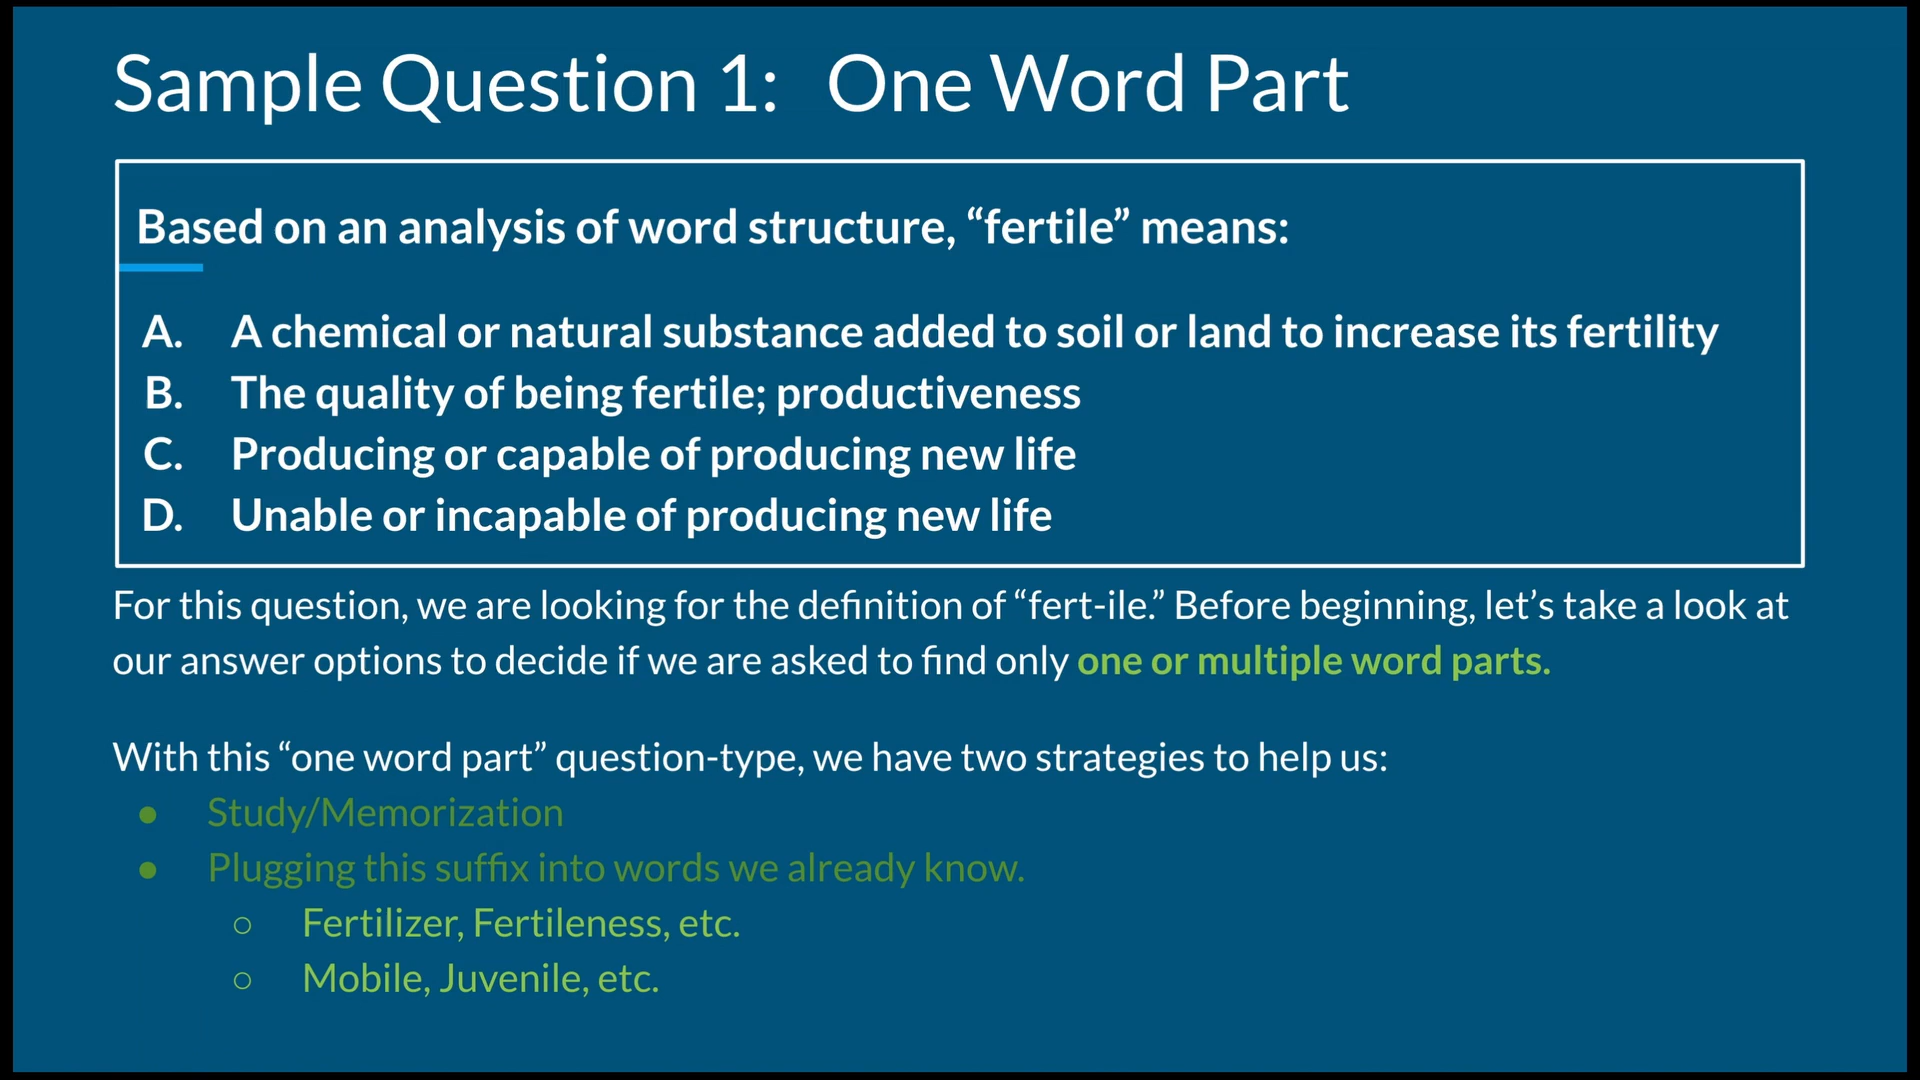 Sample Question 1: One Word Part
Based on an analysis of word structure, “fertile” means:
A. A chemical or natural substance added to soil or land to increase its fertility
B. The quality of being fertile; productiveness
C. Producing or capable of producing new life
D. Unable or incapable of producing new life
For this question, we are looking for the definition of “fert-ile.” Before beginning, let’s take a look at
our answer options to decide if we are asked to find only one or multiple word parts.
With this “one word part” question-type, we have two strategies to help us:
● Study/Memorization
● Plugging this suffix into words we already know.
○ Fertilizer, Fertileness, etc.
○ Mobile, Juvenile, etc.